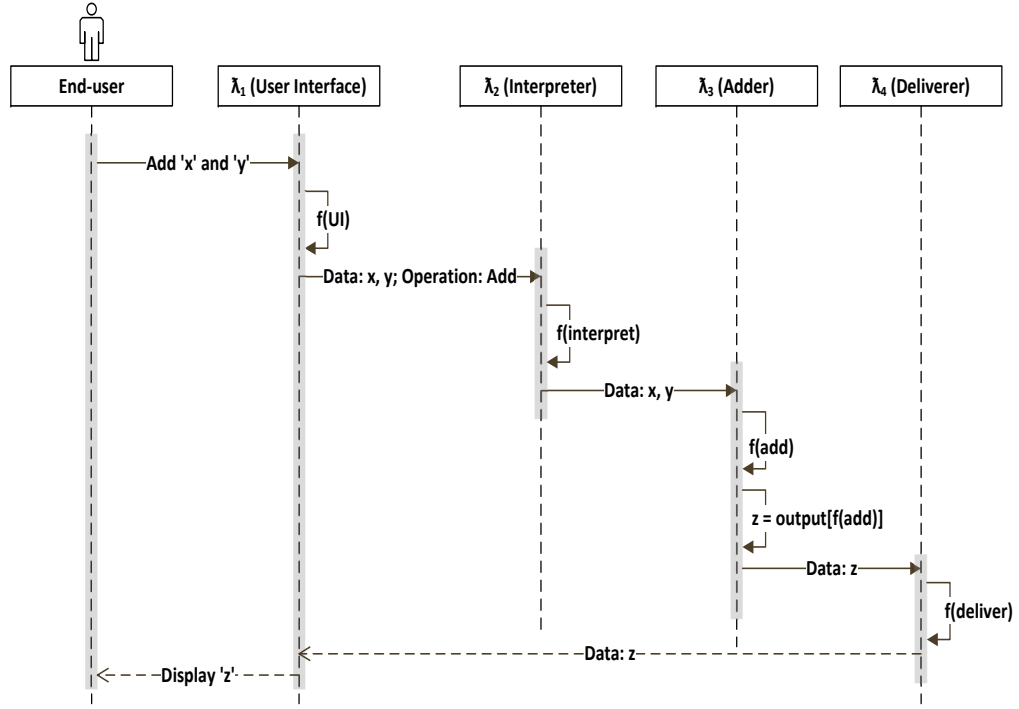 End-user
ƛ₁ (User Interface)
ƛ₂ (Interpreter)
ƛ₃ (Adder)
ƛ₄ (Deliverer)
Add 'x' and 'y'
f(UI)
Data: x, y; Operation: Add
f(interpret)
Data: x, y
f(add)
z = output[f(add)]
Data: z
f(deliver)
Data: z
Display 'z'